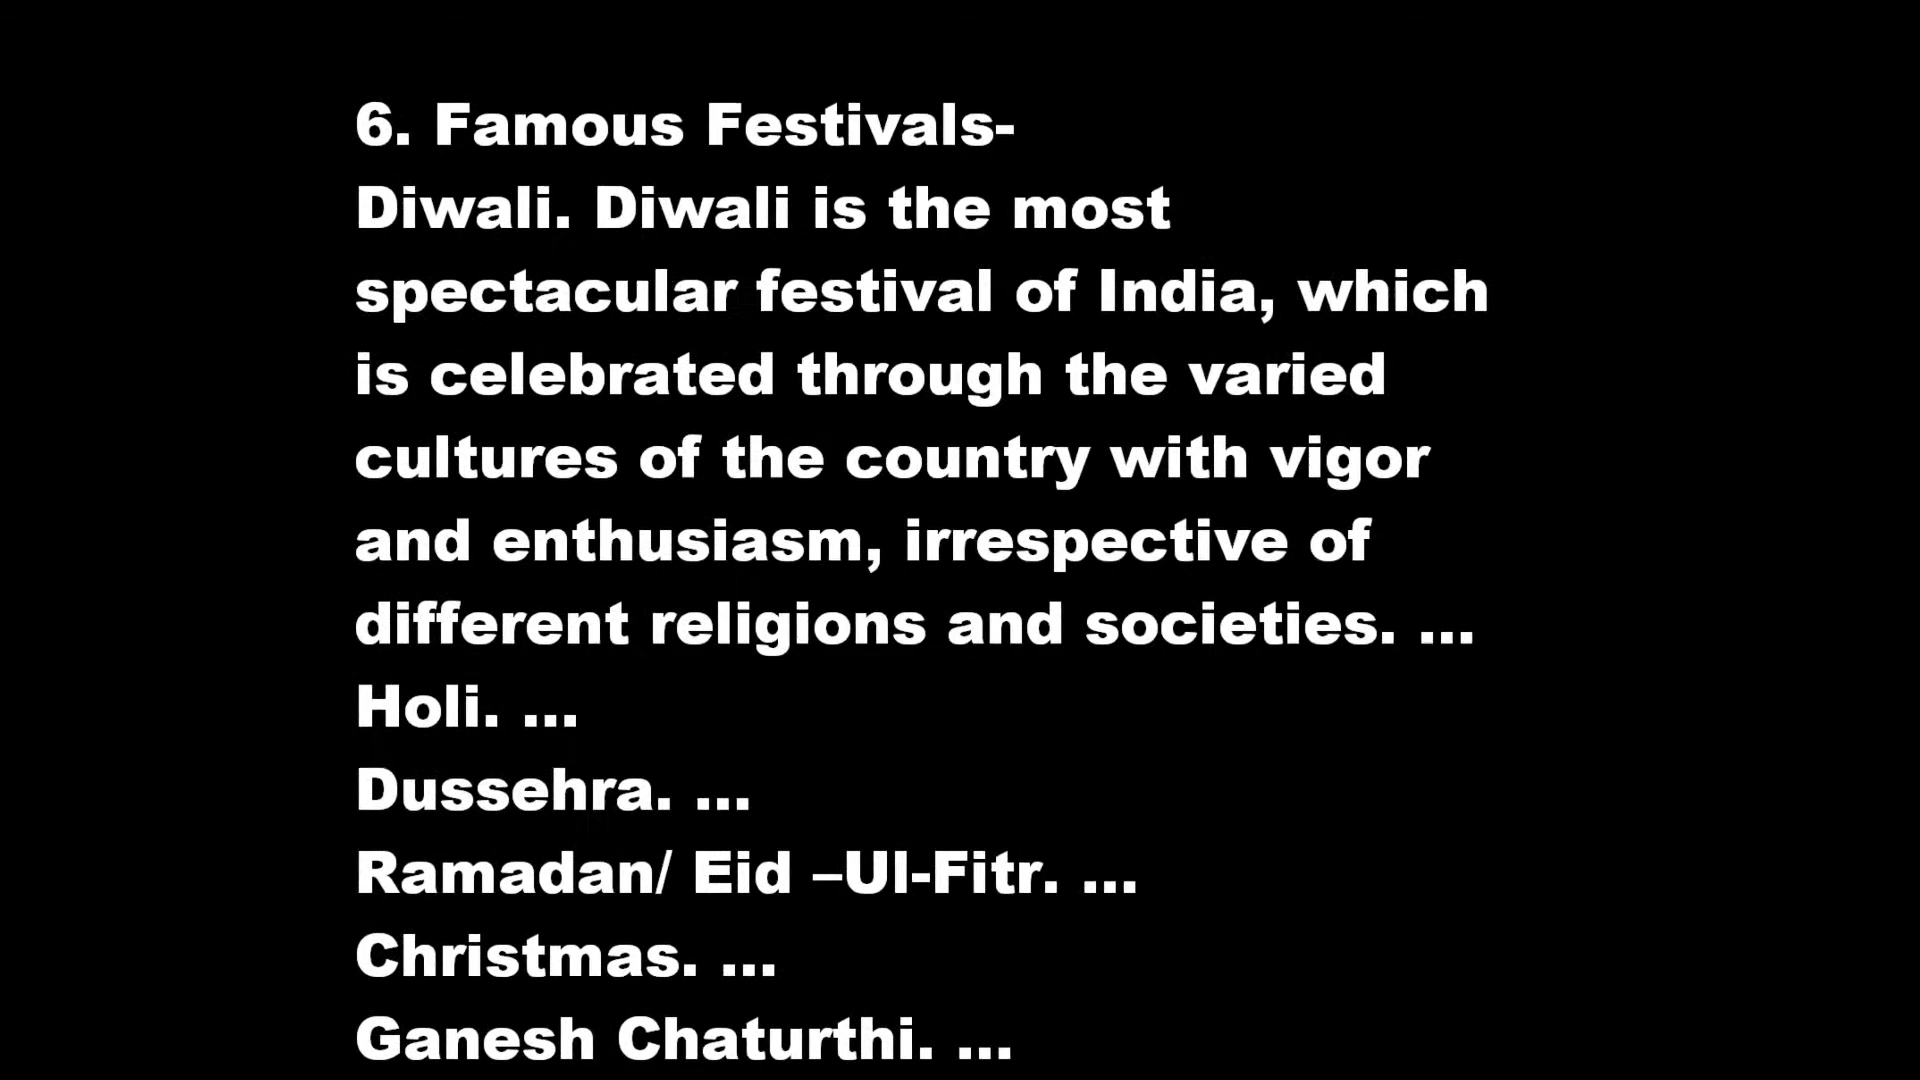 6. Famous Festivals-
Diwali. Diwali is the most
spectacular festival of India, which
is celebrated through the varied
cultures of the country with vigor
and enthusiasm, irrespective of
different religions and societies. ...
Holi. ...
Dussehra. ...
Ramadan/ Eid –Ul-Fitr. ...
Christmas. ...
Ganesh Chaturthi. ...